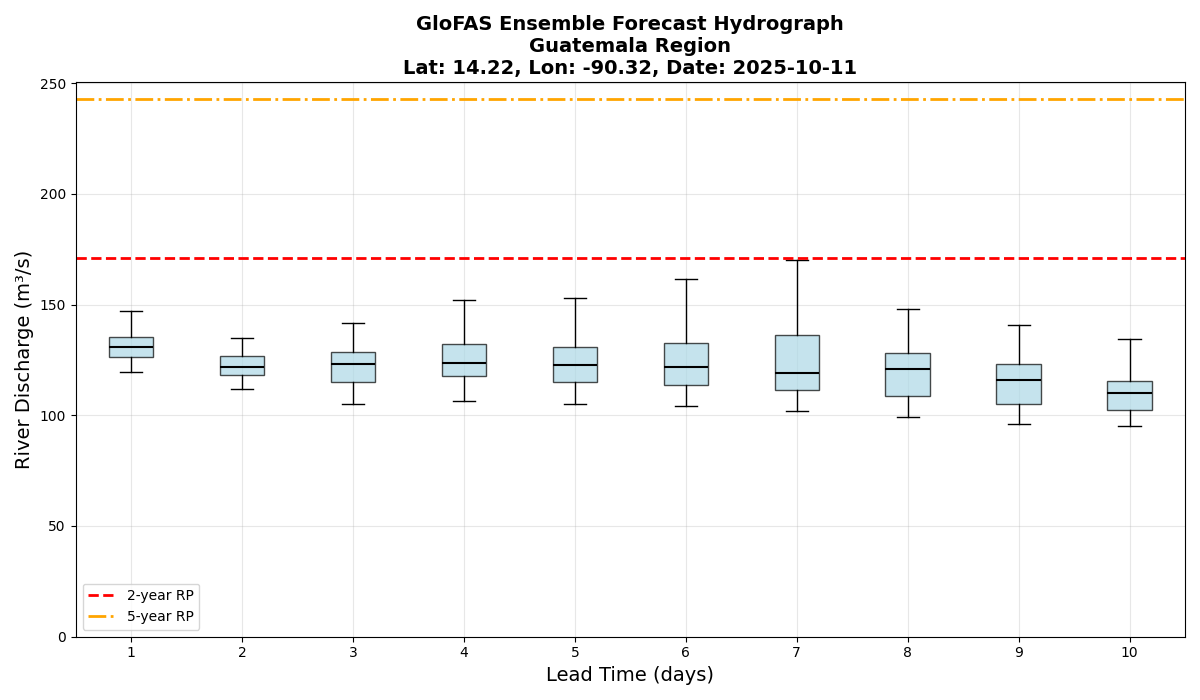 GloFAS Ensemble Forecast Hydrograph
Guatemala Region
Lat: 14.22, Lon: -90.32, Date: 2025-10-11
River Discharge (m³/s)
250
200
150
100
50
0
2-year RP
5-year RP
1 2 3 4 5 6 7 8 9 10
Lead Time (days)